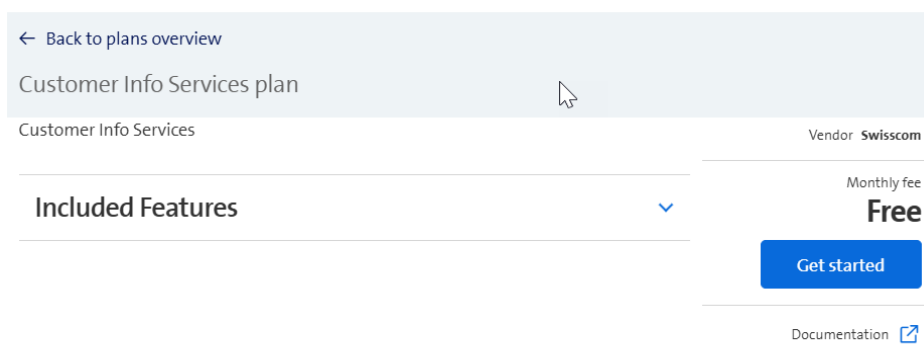 ← Back to plans overview
Customer Info Services plan
Customer Info Services
Vendor Swisscom
Included Features
Monthly fee
Free
Get started
Documentation